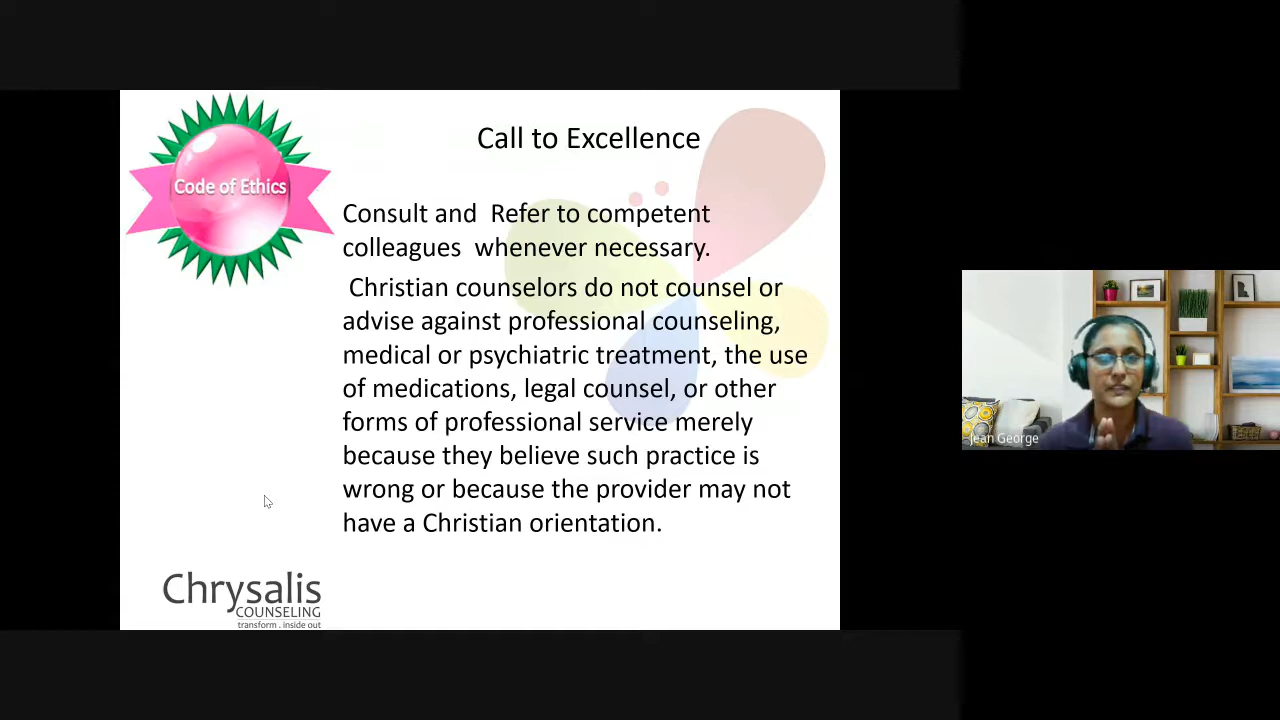 Code of Ethics
Call to Excellence
Consult and  Refer to competent
colleagues  whenever necessary.
Christian counselors do not counsel or
advise against professional counseling,
medical or psychiatric treatment, the use
of medications, legal counsel, or other
forms of professional service merely
because they believe such practice is
wrong or because the provider may not
have a Christian orientation.
Chrysalis
COUNSELING
transform . inside out
Jean George